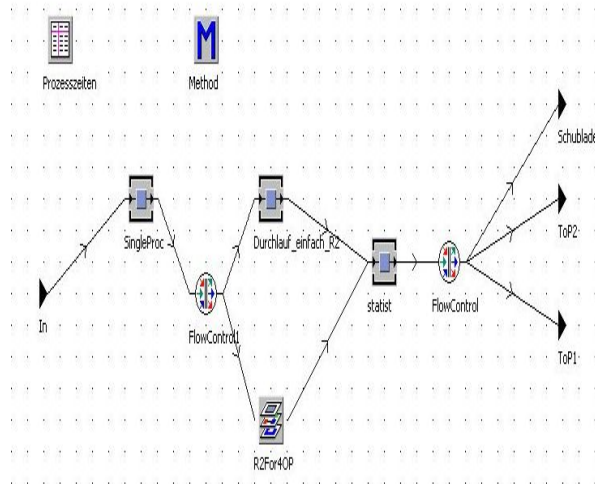 M
Prozesszeiten
Method
Schublade
SingleProc
Durchlauf_einfach_R2
ToP2
In
FlowControl1
statist
FlowControl
ToP1
R2For4OP